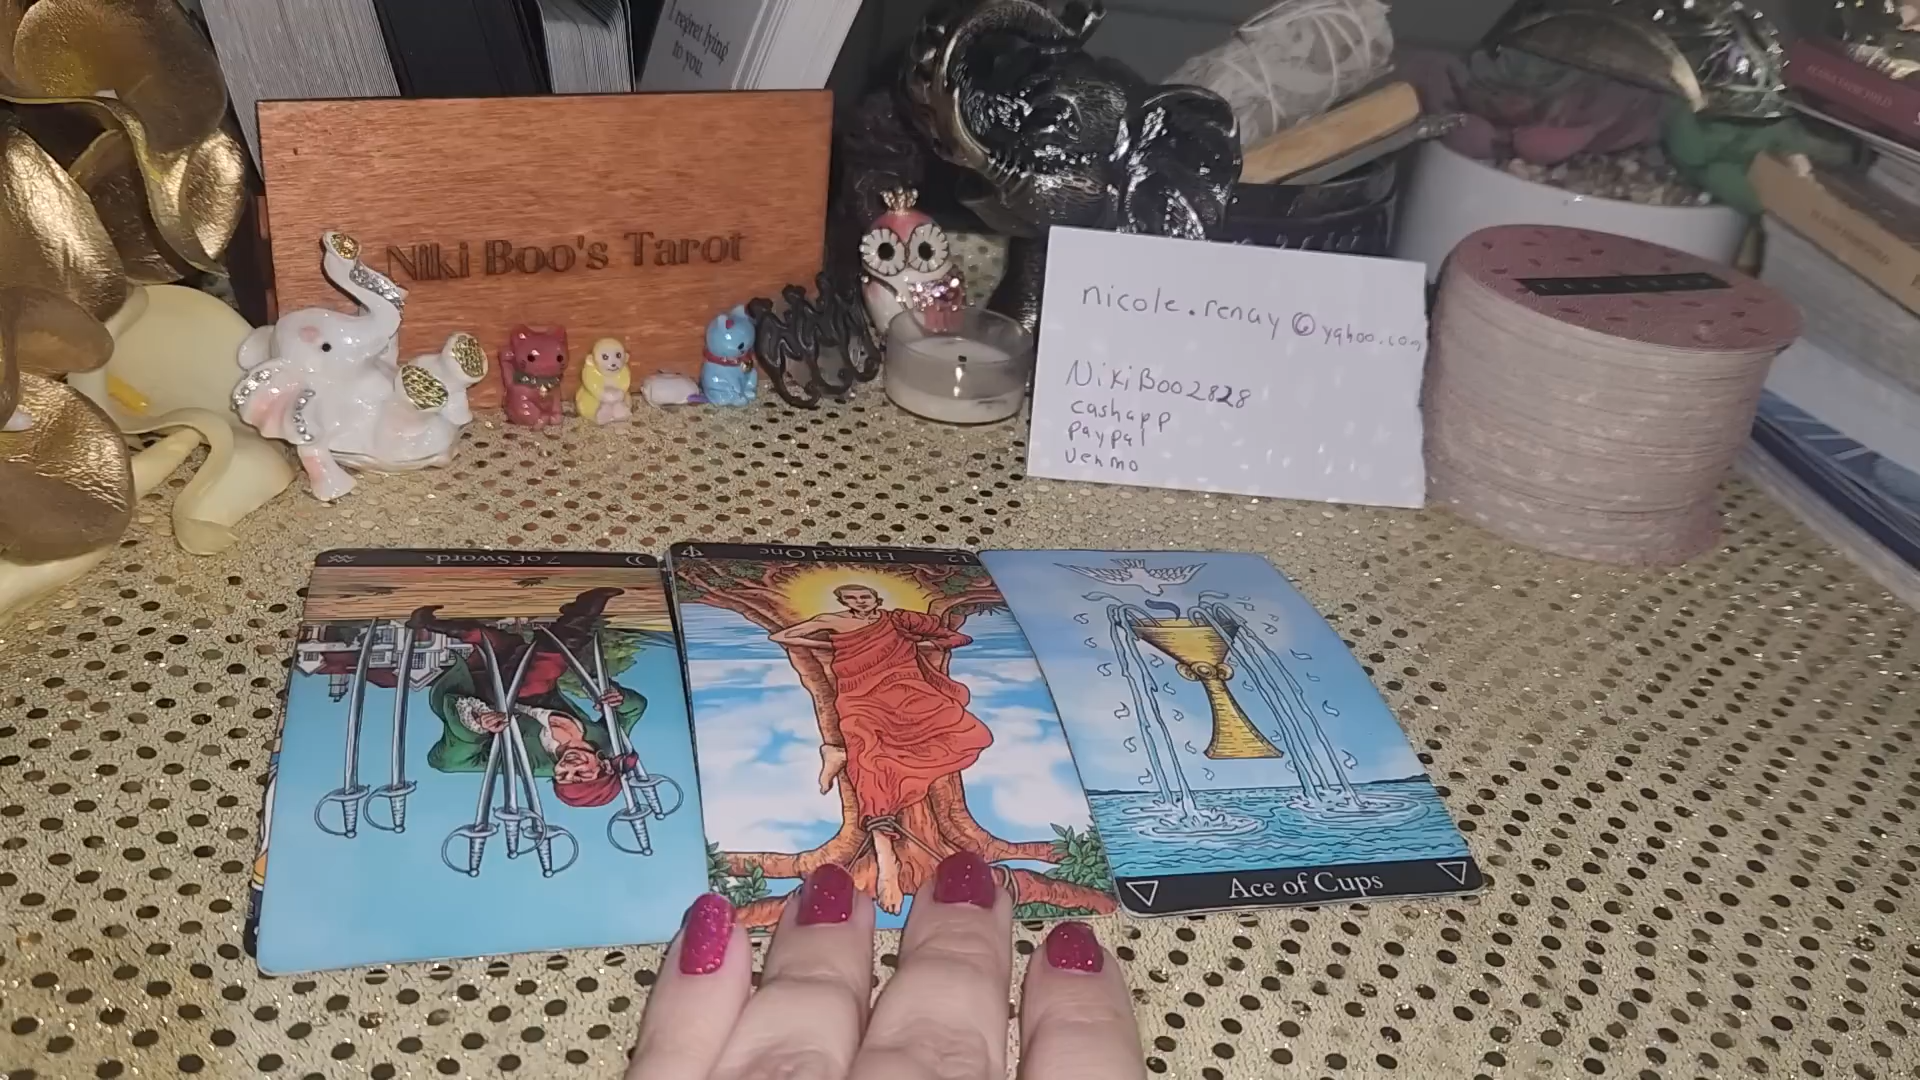 I regret lying
to you.
Niki Boo's Tarot
nicole.renay@yahoo.com
NikiBoo2828
cashapp
paypal
venmo
7 of Swords
12
Hanged One
Ace of Cups